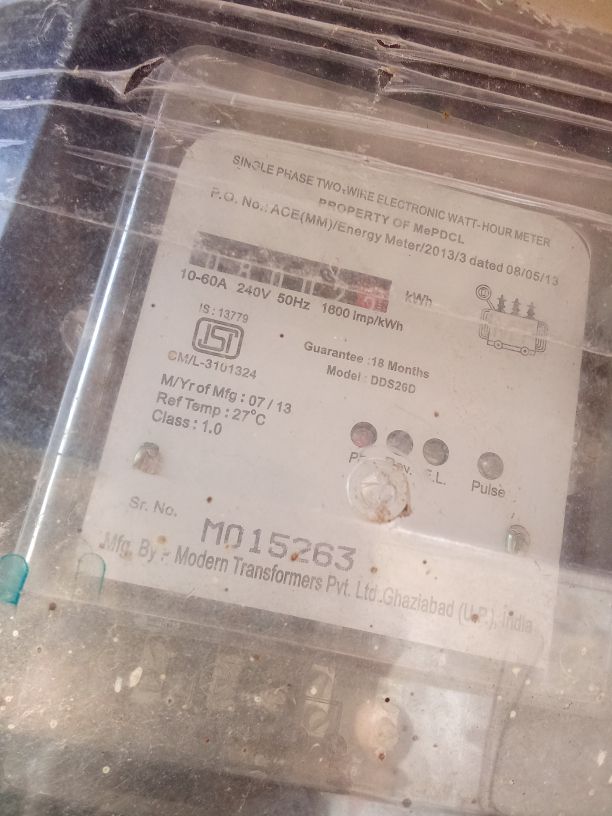 SINGLE PHASE TWO-WIRE ELECTRONIC WATT-HOUR METER
PROPERTY OF MePDCL
P.O. No.: ACE(MM)/Energy Meter/2013/3 dated 08/05/13
kWh
10-60A 240V 50Hz 1600 imp/kWh
IS : 13779
ISI
CM/L-3101324
Guarantee :18 Months
Model : DDS26D
M/Yr of Mfg : 07 / 13
Ref Temp : 27°C
Class : 1.0
E.L. Pulse
Sr. No.
M015263
Mfg. By : Modern Transformers Pvt. Ltd.Ghaziabad (U.P.), India